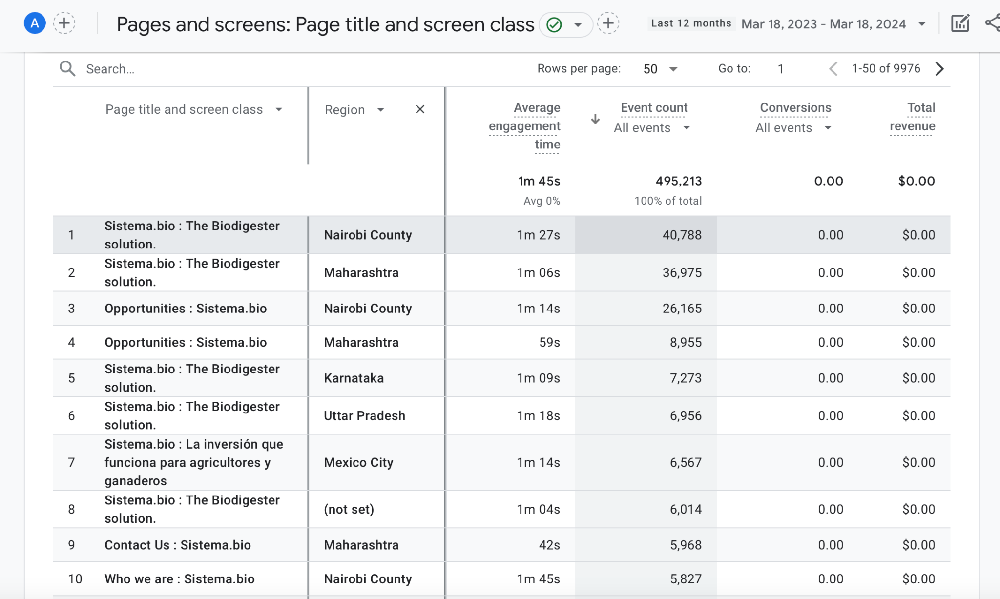 A
Pages and screens: Page title and screen class
Last 12 months Mar 18, 2023 - Mar 18, 2024
Search…
Rows per page: 50 Go to: 1 1-50 of 9976
Page title and screen class
Region
Average
engagement
time
Event count
All events
Conversions
All events
Total
revenue
1m 45s 495,213 0.00 $0.00
Avg 0% 100% of total
1 Sistema.bio : The Biodigester
solution. Nairobi County 1m 27s 40,788 0.00 $0.00
2 Sistema.bio : The Biodigester
solution. Maharashtra 1m 06s 36,975 0.00 $0.00
3 Opportunities : Sistema.bio Nairobi County 1m 14s 26,165 0.00 $0.00
4 Opportunities : Sistema.bio Maharashtra 59s 8,955 0.00 $0.00
5 Sistema.bio : The Biodigester
solution. Karnataka 1m 09s 7,273 0.00 $0.00
6 Sistema.bio : The Biodigester
solution. Uttar Pradesh 1m 18s 6,956 0.00 $0.00
7 Sistema.bio : La inversión que
funciona para agricultores y
ganaderos Mexico City 1m 14s 6,567 0.00 $0.00
8 Sistema.bio : The Biodigester
solution. (not set) 1m 04s 6,014 0.00 $0.00
9 Contact Us : Sistema.bio Maharashtra 42s 5,968 0.00 $0.00
10 Who we are : Sistema.bio Nairobi County 1m 45s 5,827 0.00 $0.00